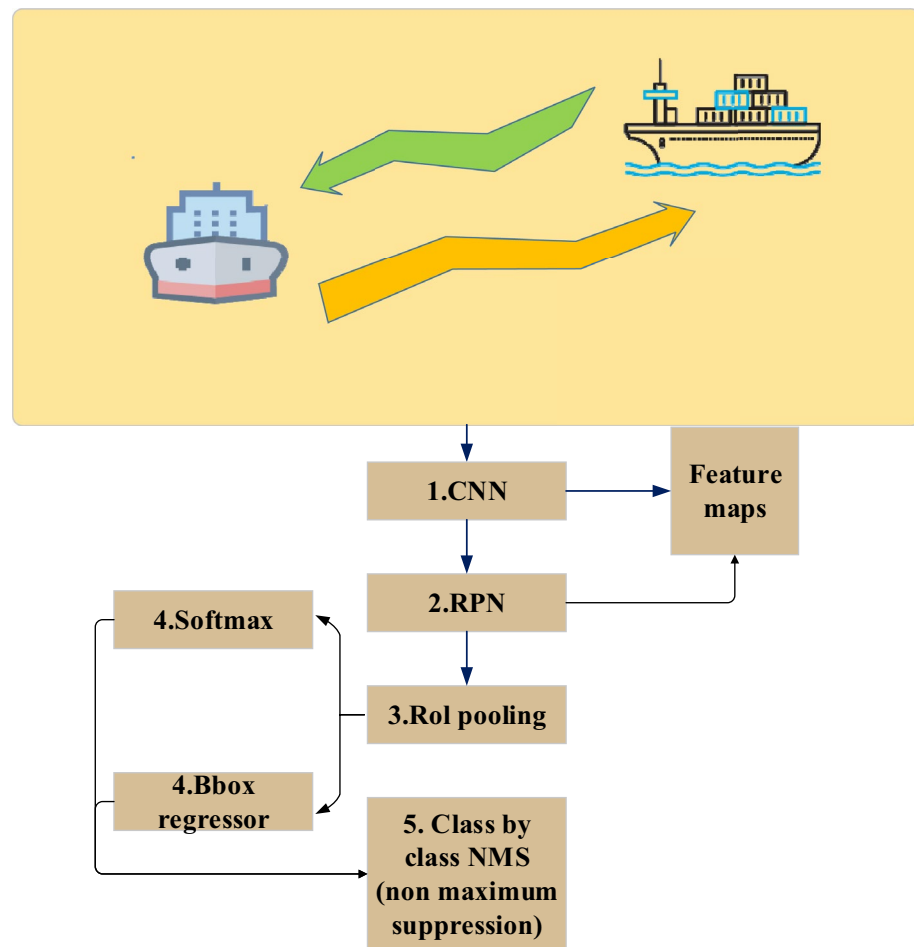 1.CNN
Feature
maps
2.RPN
4.Softmax
3.Rol pooling
4.Bbox
regressor
5. Class by
class NMS
(non maximum
suppression)